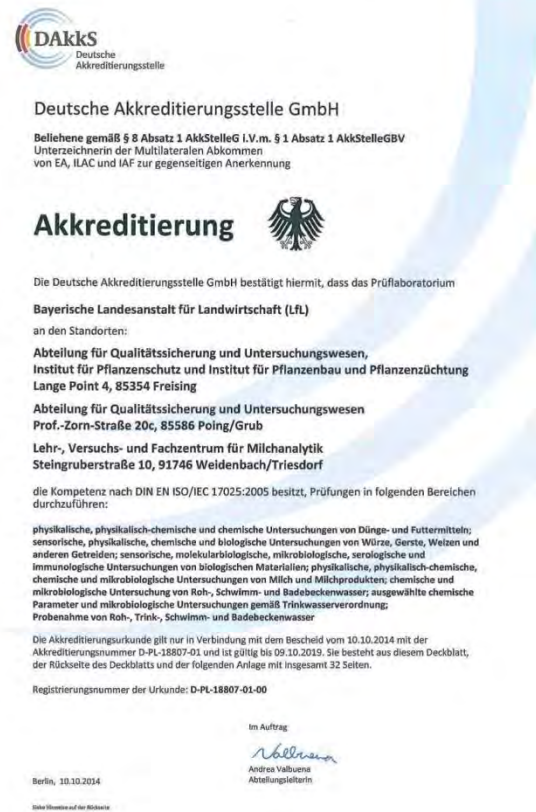 DAkkS
Deutsche
Akkreditierungsstelle
Deutsche Akkreditierungsstelle GmbH
Beliehene gemäß § 8 Absatz 1 AkkStelleG i.V.m. § 1 Absatz 1 AkkStelleGBV
Unterzeichnerin der Multilateralen Abkommen
von EA, ILAC und IAF zur gegenseitigen Anerkennung
Akkreditierung
Die Deutsche Akkreditierungsstelle GmbH bestätigt hiermit, dass das Prüflaboratorium
Bayerische Landesanstalt für Landwirtschaft (LfL)
an den Standorten:
Abteilung für Qualitätssicherung und Untersuchungswesen,
Institut für Pflanzenschutz und Institut für Pflanzenbau und Pflanzenzüchtung
Lange Point 4, 85354 Freising
Abteilung für Qualitätssicherung und Untersuchungswesen
Prof.-Zorn-Straße 20c, 85586 Poing/Grub
Lehr-, Versuchs- und Fachzentrum für Milchanalytik
Steingruberstraße 10, 91746 Weidenbach/Triesdorf
die Kompetenz nach DIN EN ISO/IEC 17025:2005 besitzt, Prüfungen in folgenden Bereichen
durchzuführen:
physikalische, physikalisch-chemische und chemische Untersuchungen von Dünge- und Futtermitteln;
sensorische, physikalische, chemische und biologische Untersuchungen von Würze, Gerste, Weizen und
anderen Getreiden; sensorische, molekularbiologische, mikrobiologische, serologische und
immunologische Untersuchungen von biologischen Materialien; physikalische, physikalisch-chemische,
chemische und mikrobiologische Untersuchungen von Milch und Milchprodukten; chemische und
mikrobiologische Untersuchung von Roh-, Schwimm- und Badebeckenwasser; ausgewählte chemische
Parameter und mikrobiologische Untersuchungen gemäß Trinkwasserverordnung;
Probenahme von Roh-, Trink-, Schwimm- und Badebeckenwasser
Die Akkreditierungsurkunde gilt nur in Verbindung mit dem Bescheid vom 10.10.2014 mit der
Akkreditierungsnummer D-PL-18807-01 und ist gültig bis 09.10.2019. Sie besteht aus diesem Deckblatt,
der Rückseite des Deckblatts und der folgenden Anlage mit insgesamt 32 Seiten.
Registrierungsnummer der Urkunde: D-PL-18807-01-00
Im Auftrag
Valbuena
Andrea Valbuena
Abteilungsleiterin
Berlin, 10.10.2014
Siehe Hinweise auf der Rückseite